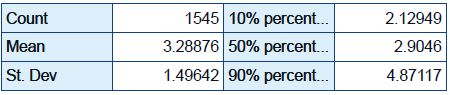 Count 1545 10% percent... 2.12949
Mean 3.28876 50% percent... 2.9046
St. Dev 1.49642 90% percent... 4.87117